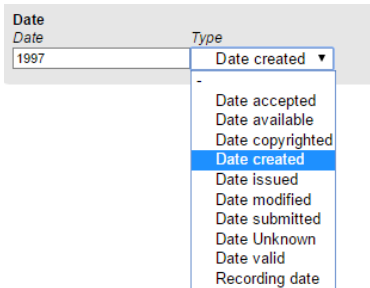 Date
Date Type
1997 Date created ▼
-
Date accepted
Date available
Date copyrighted
Date created
Date issued
Date modified
Date submitted
Date Unknown
Date valid
Recording date